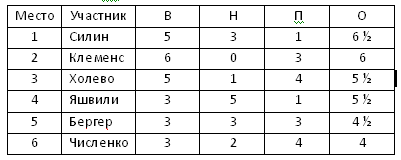 Место Участник В Н П О
1 Силин 5 3 1 6 ½
2 Клеменс 6 0 3 6
3 Холево 5 1 4 5 ½
4 Яшвили 3 5 1 5 ½
5 Бергер 3 3 3 4 ½
6 Численко 3 2 4 4